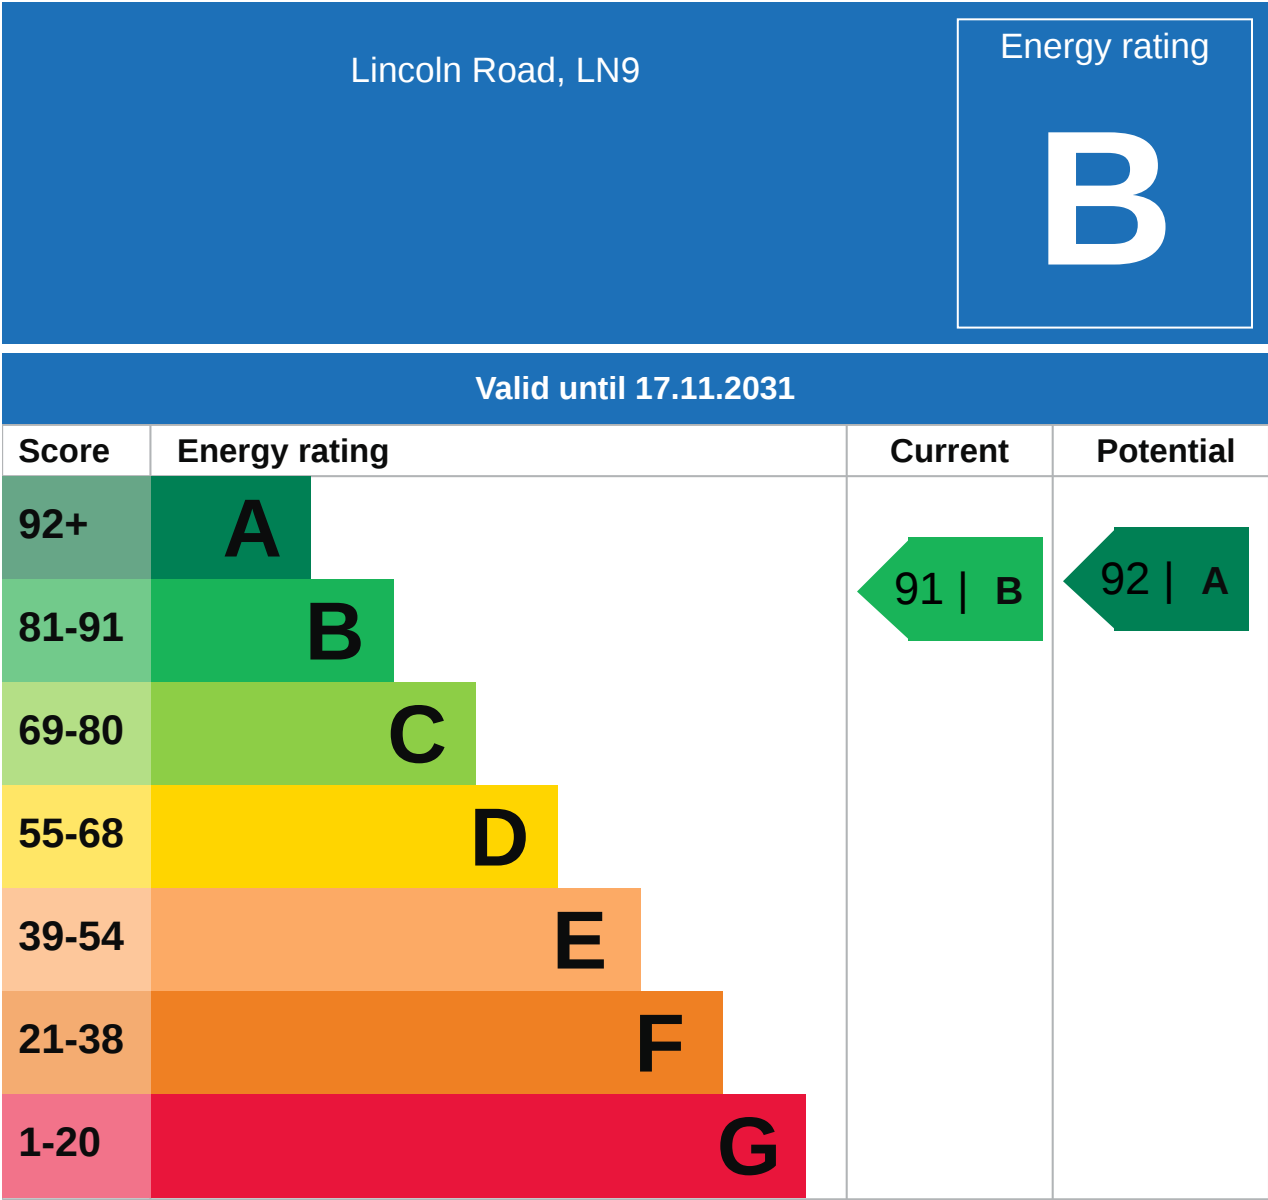 Lincoln Road, LN9
Energy rating
B
Valid until 17.11.2031
Score Energy rating Current Potential
92+ A
81-91 B
91 | B
92 | A
69-80 C
55-68 D
39-54 E
21-38 F
1-20 G